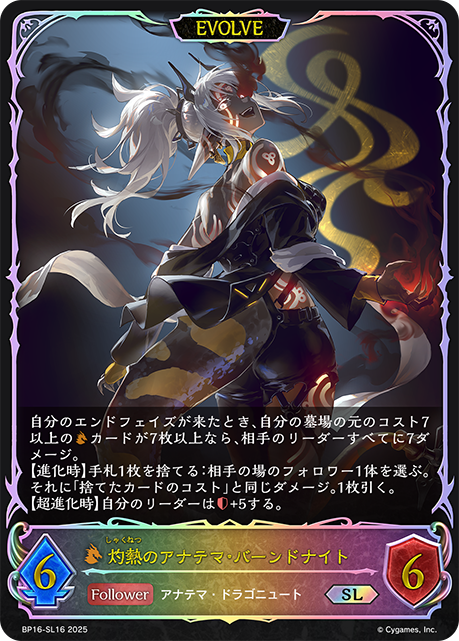 EVOLVE
自分のエンドフェイズが来たとき、自分の墓場の元のコスト7
以上のカードが7枚以上なら、相手のリーダーすべてに7ダ
メージ。
【進化時】手札1枚を捨てる：相手の場のフォロワー1体を選ぶ。
それに「捨てたカードのコスト」と同じダメージ。1枚引く。
【超進化時】自分のリーダーは+5する。
しゃくねつ
灼熱のアナテマ・バーンドナイト
6
Follower アナテマ・ドラゴニュート SL
6
BP16-SL16 2025 © Cygames, Inc.